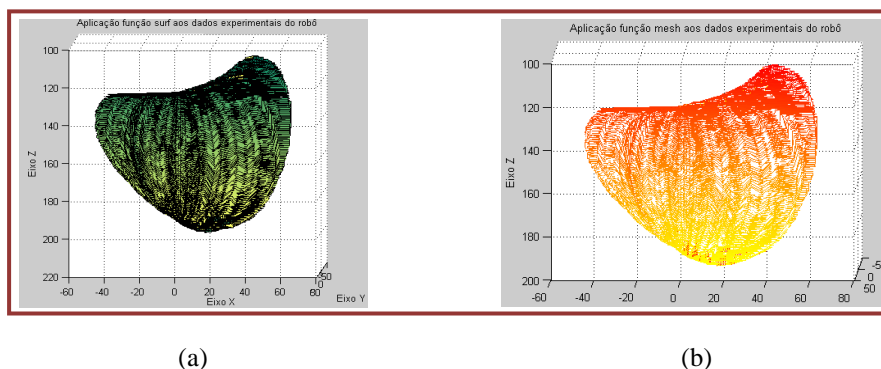 Aplicação função surf aos dados experimentais do robô
100
120
140
160
180
200
220
Eixo Z
-60 -40 -20 0 20 40 60 80
Eixo X
-50
0
Eixo Y
(a)
Aplicação função mesh aos dados experimentais do robô
100
120
140
160
180
200
Eixo Z
-60 -40 -20 0 20 40 60 80
0
50
(b)